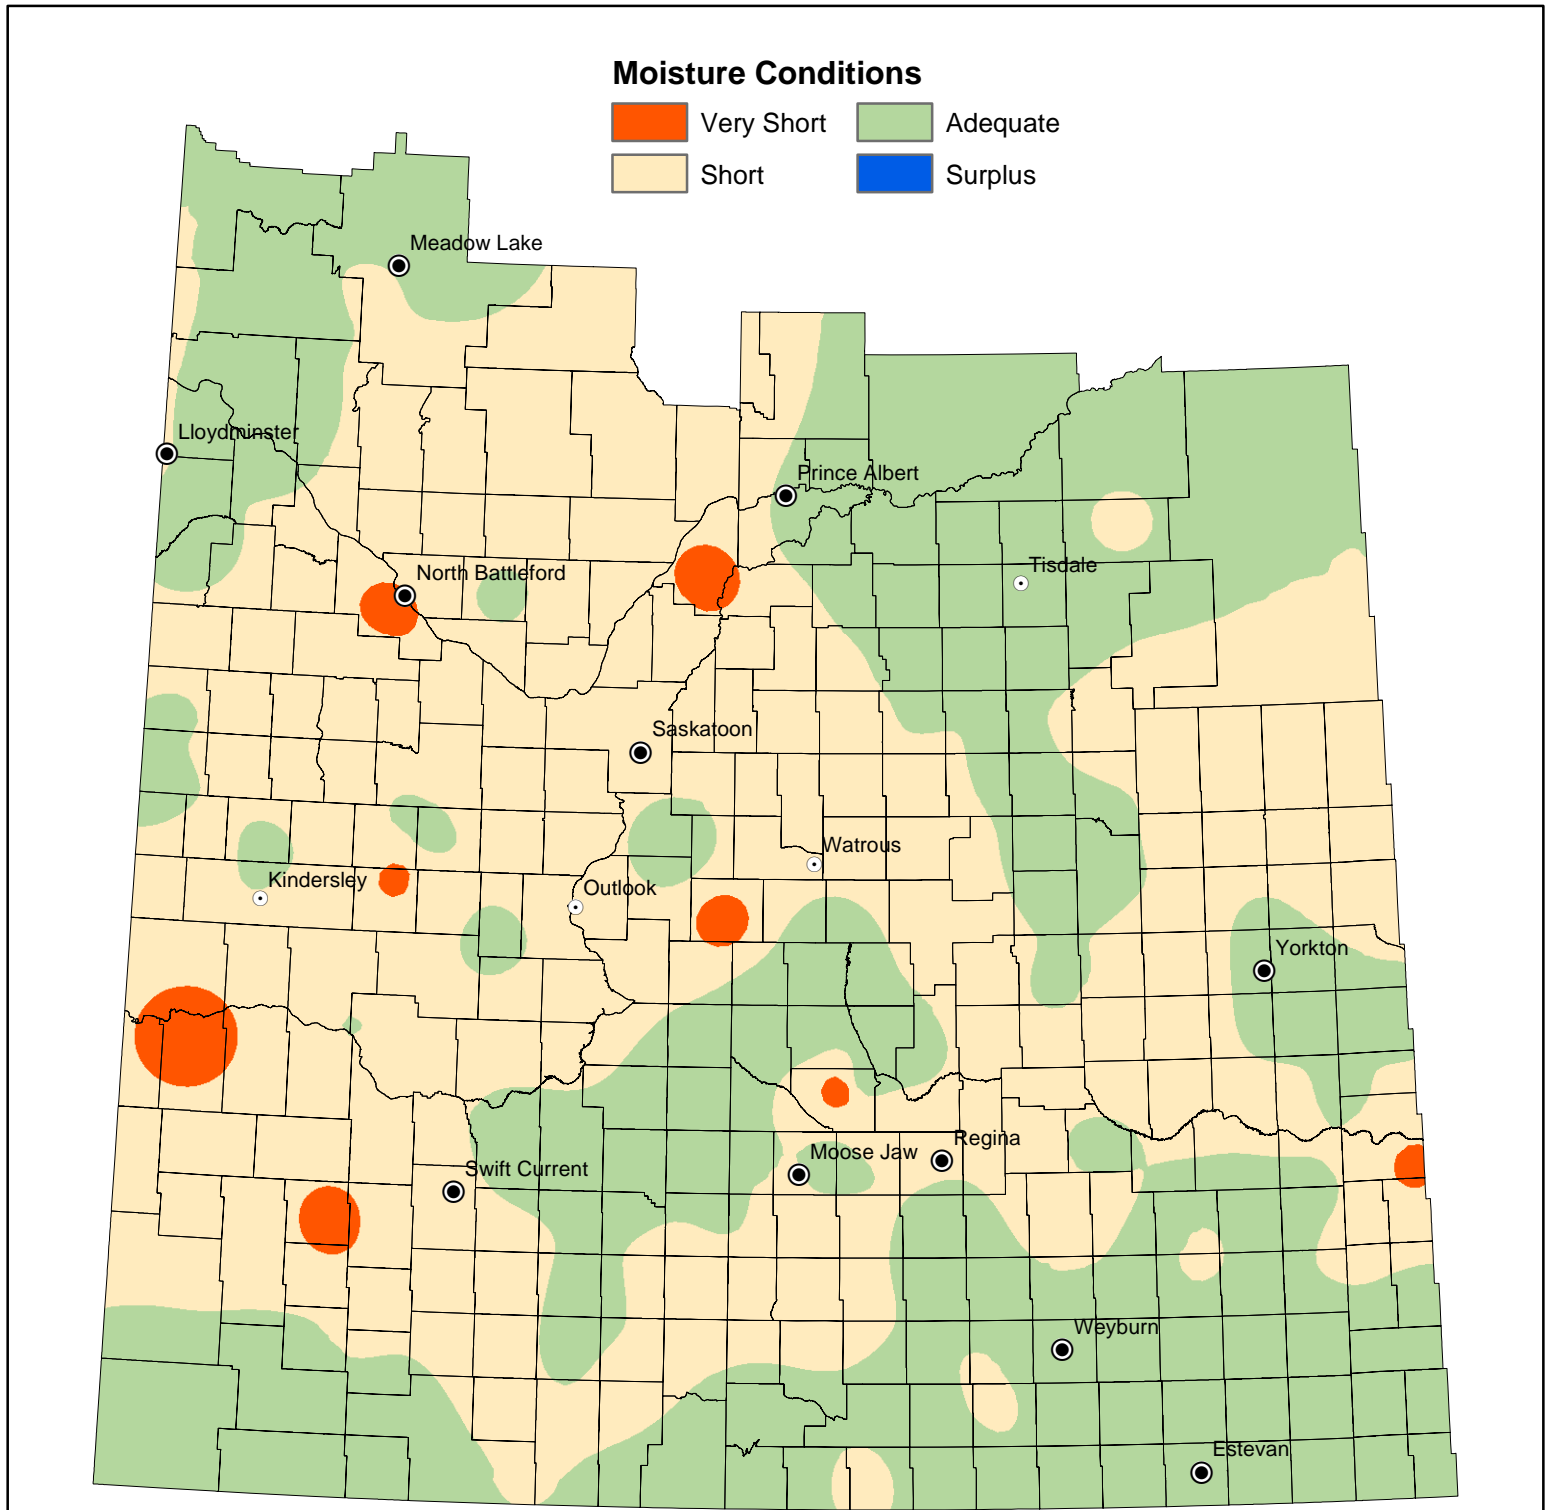 Moisture Conditions
Very Short
Adequate
Short
Surplus
Meadow Lake
Lloydminster
Prince Albert
North Battleford
Tisdale
Saskatoon
Watrous
Kindersley
Outlook
Yorkton
Moose Jaw
Regina
Swift Current
Weyburn
Estevan